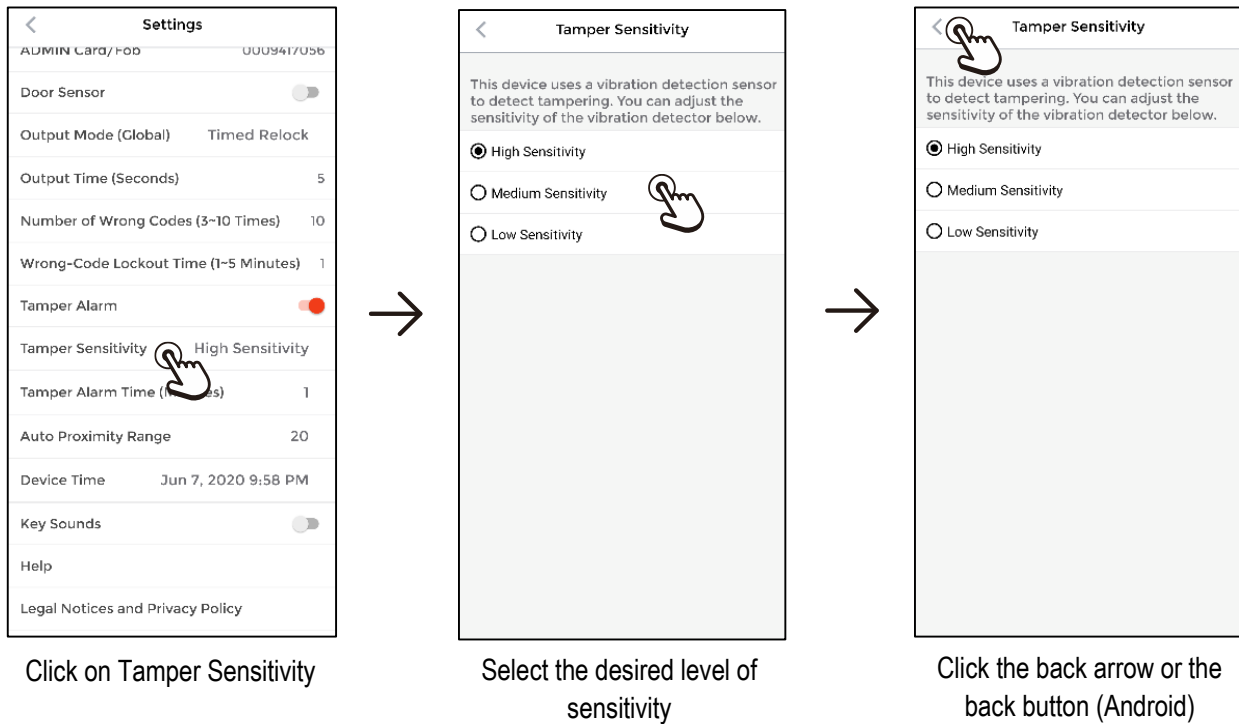 Settings
ADMIN Card/Fob 0009417056
Door Sensor
Output Mode (Global) Timed Relock
Output Time (Seconds) 5
Number of Wrong Codes (3~10 Times) 10
Wrong-Code Lockout Time (1~5 Minutes) 1
Tamper Alarm
Tamper Sensitivity High Sensitivity
Tamper Alarm Time ( es) 1
Auto Proximity Range 20
Device Time Jun 7, 2020 9:58 PM
Key Sounds
Help
Legal Notices and Privacy Policy
Click on Tamper Sensitivity
Tamper Sensitivity
This device uses a vibration detection sensor
to detect tampering. You can adjust the
sensitivity of the vibration detector below.
High Sensitivity
Medium Sensitivity
Low Sensitivity
Select the desired level of
sensitivity
Tamper Sensitivity
This device uses a vibration detection sensor
to detect tampering. You can adjust the
sensitivity of the vibration detector below.
High Sensitivity
Medium Sensitivity
Low Sensitivity
Click the back arrow or the
back button (Android)